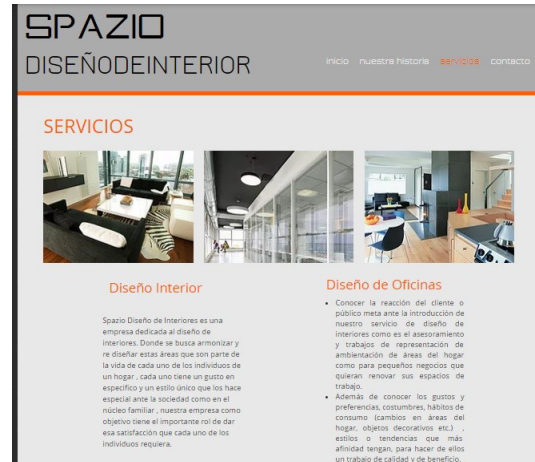 SPAZIO
DISEÑODEINTERIOR
inicio nuestra historia servicios contacto
SERVICIOS
Diseño Interior
Spazio Diseño de Interiores es una
empresa dedicada al diseño de
interiores. Donde se busca armonizar y
re diseñar estas áreas que son parte de
la vida de cada uno de los individuos de
un hogar , cada uno tiene un gusto en
especifico y un estilo único que los hace
especial ante la sociedad como en el
núcleo familiar , nuestra empresa como
objetivo tiene el importante rol de dar
esa satisfacción que cada uno de los
individuos requiera.
Diseño de Oficinas
• Conocer la reacción del cliente o
público meta ante la introducción de
nuestro servicio de diseño de
interiores como es el asesoramiento
y trabajos de representación de
ambientación de áreas del hogar
como para pequeños negocios que
quieran renovar sus espacios de
trabajo.
• Además de conocer los gustos y
preferencias, costumbres, hábitos de
consumo (cambios en áreas del
hogar, objetos decorativos etc.) ,
estilos o tendencias que más
afinidad tengan, para hacer de ellos
un trabajo de calidad y de beneficio.